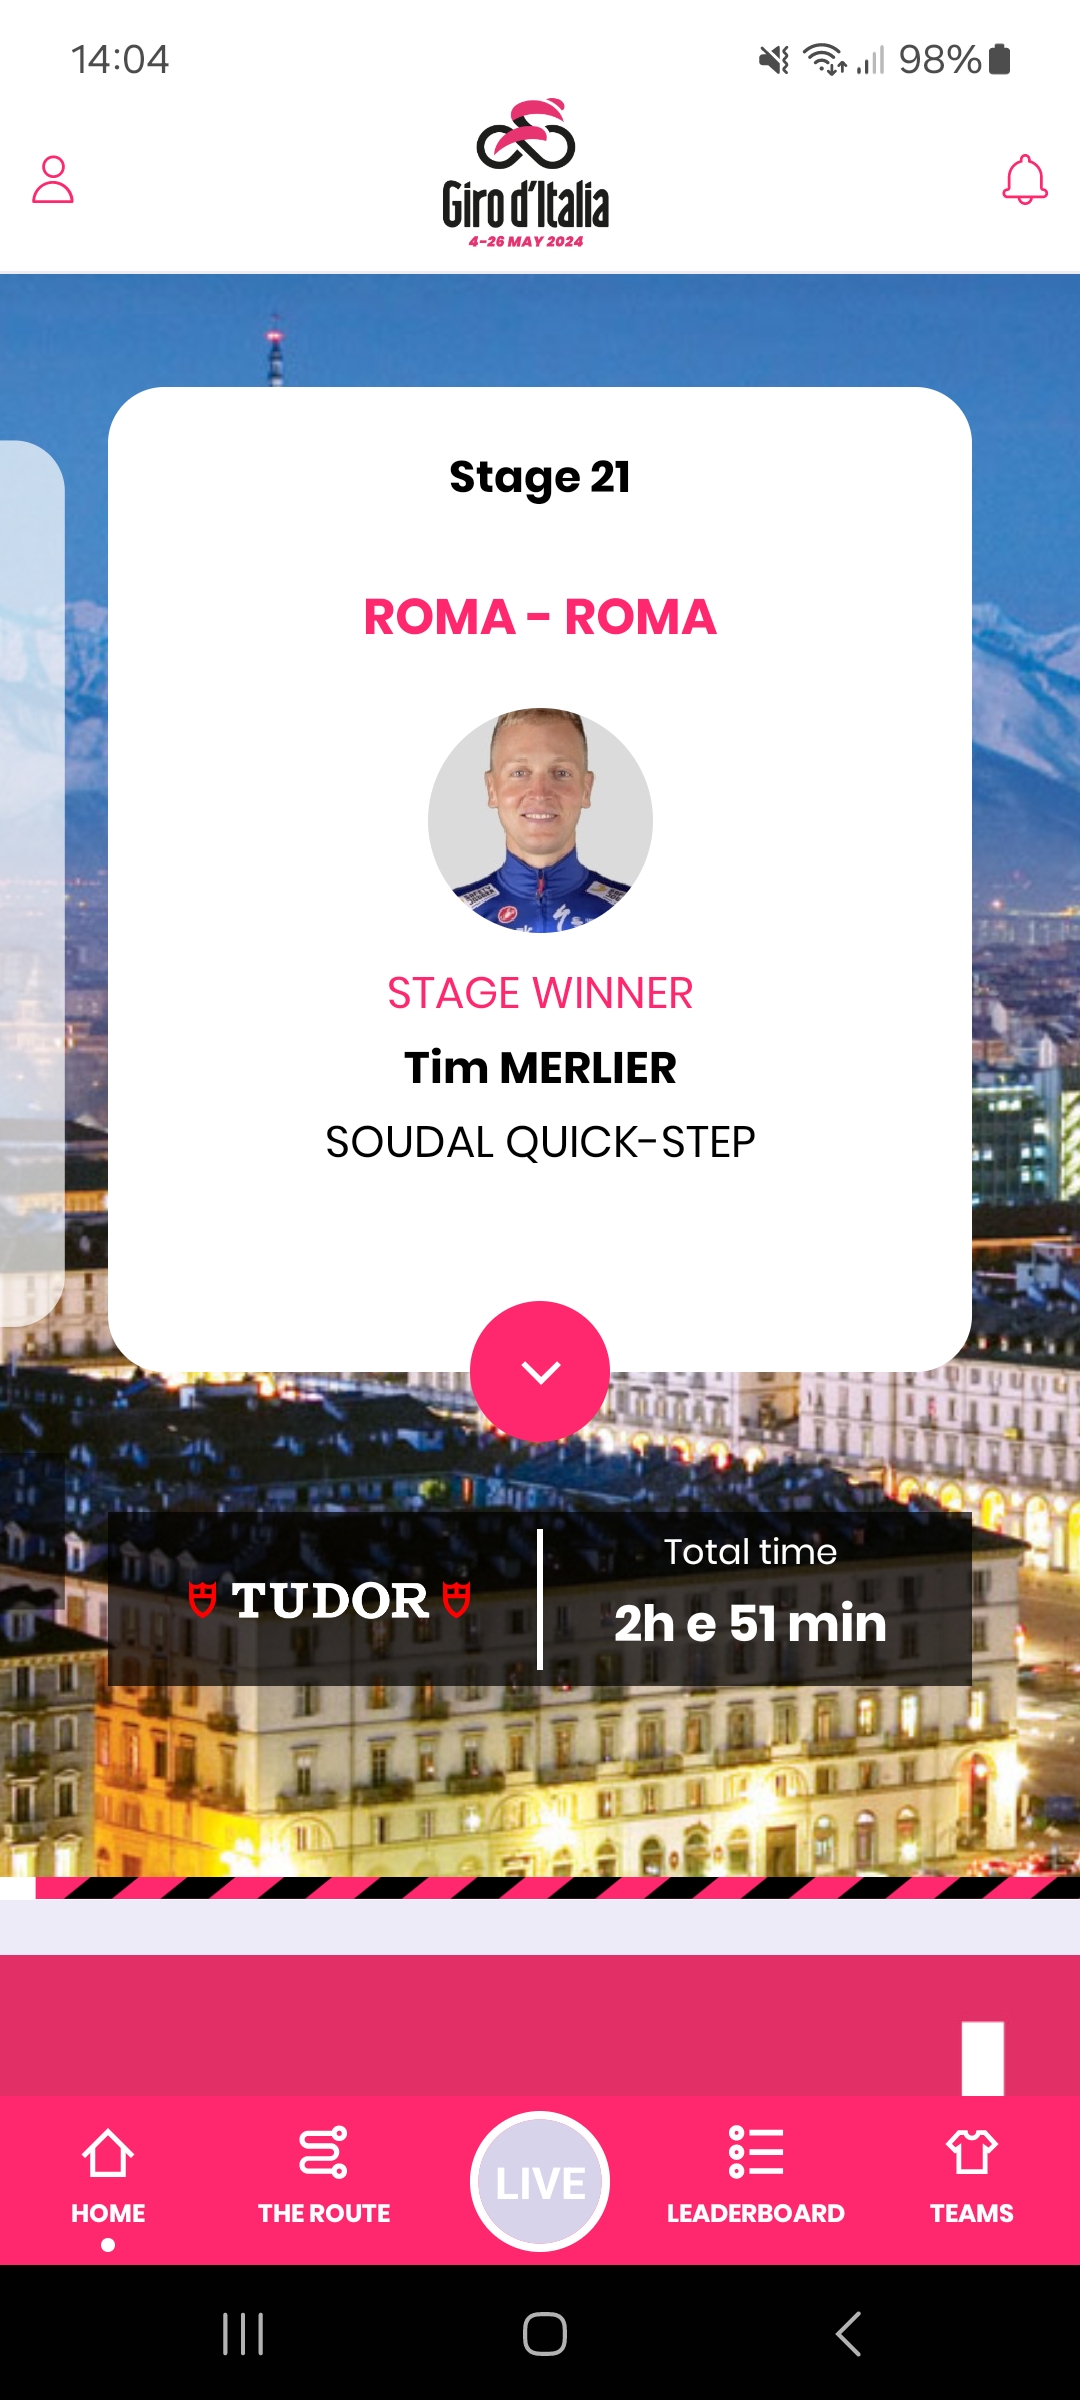 14:04
98%
Giro d'Italia
4-26 MAY 2024
Stage 21
ROMA - ROMA
STAGE WINNER
Tim MERLIER
SOUDAL QUICK-STEP
TUDOR
Total time
2h e 51 min
HOME
THE ROUTE
LIVE
LEADERBOARD
TEAMS